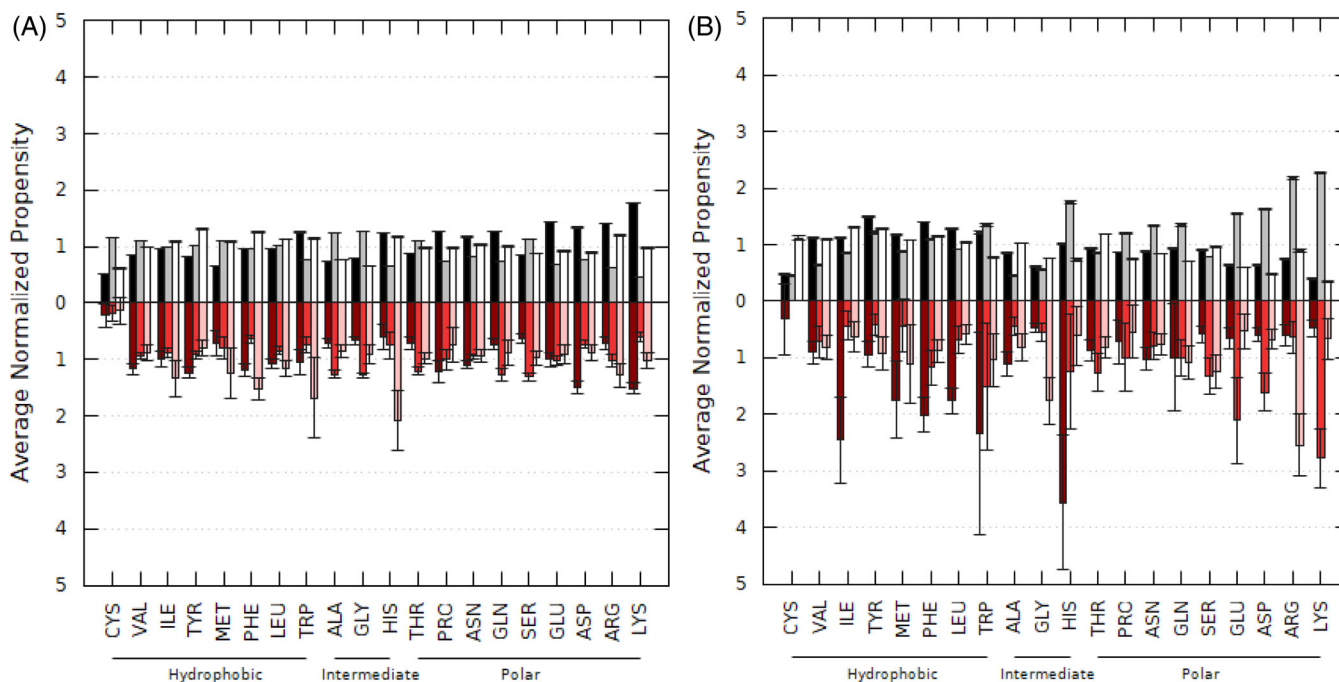 (A)
Average Normalized Propensity
5
4
3
2
1
0
1
2
3
4
5
CYS VAL ILE TYR MET PHE LEU TRP ALA GLY HIS THR PRC ASN GLN SER GLU ASP ARG LYS
Hydrophobic Intermediate Polar
(B)
Average Normalized Propensity
5
4
3
2
1
0
1
2
3
4
5
CYS VAL ILE TYR MET PHE LEU TRP ALA GLY HIS THR PRC ASN GLN SER GLU ASP ARG LYS
Hydrophobic Intermediate Polar